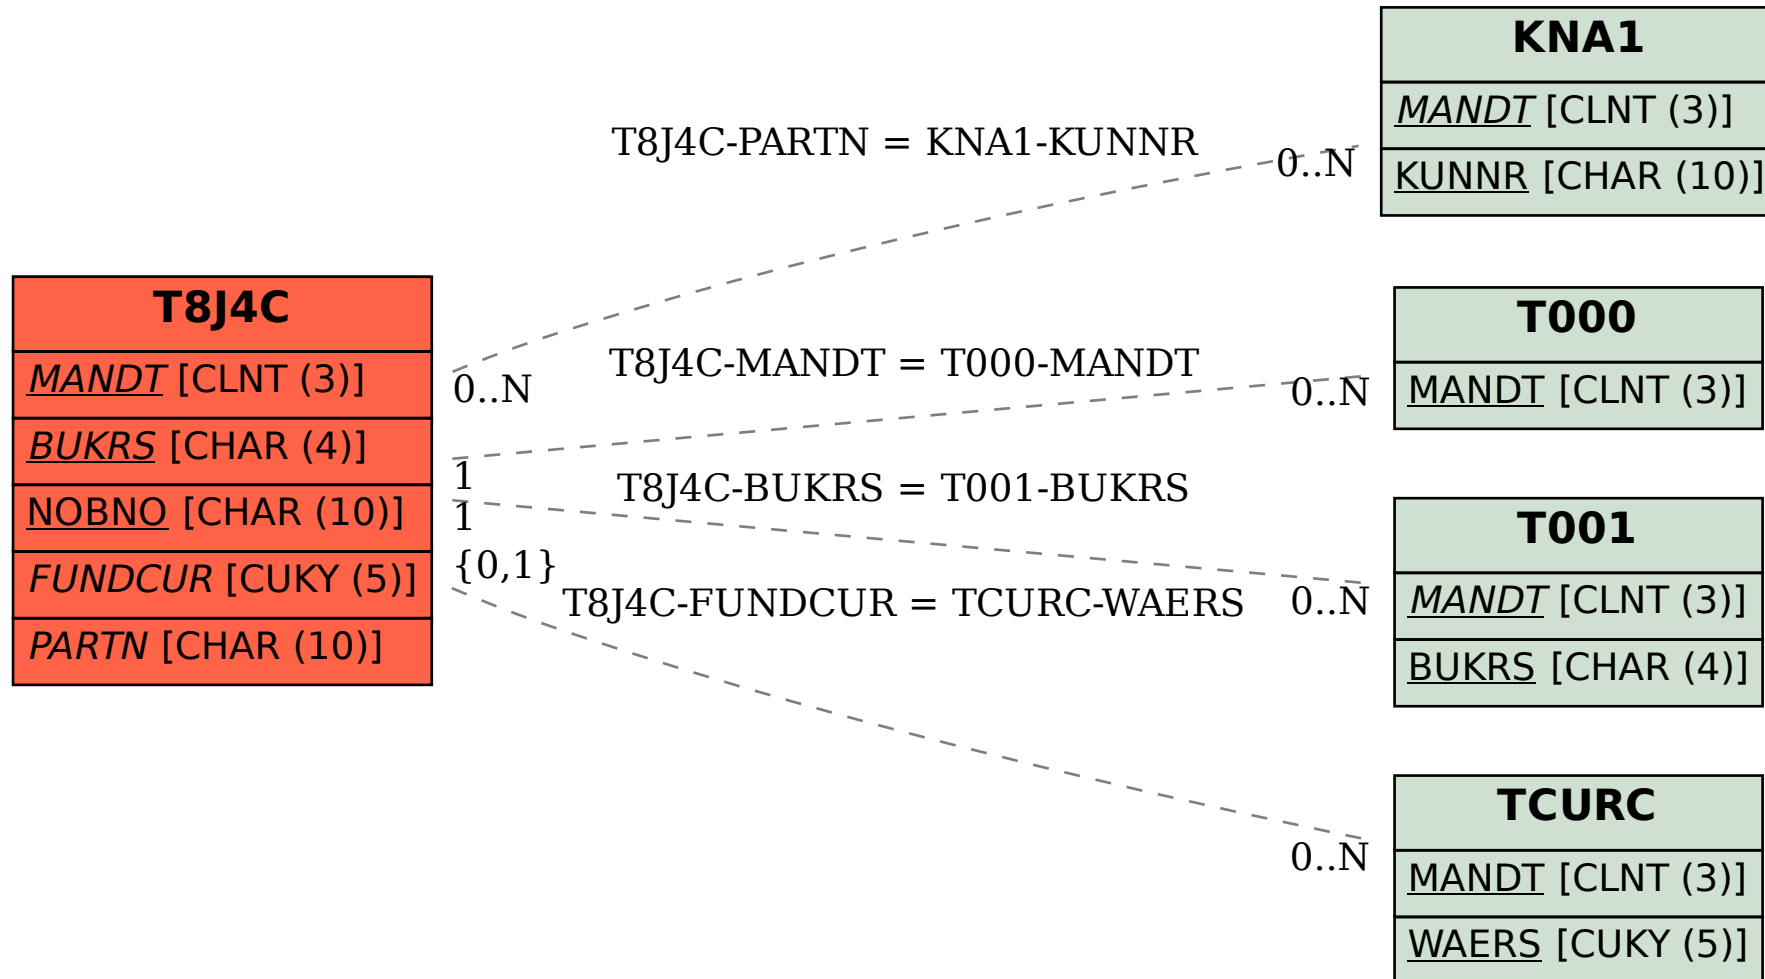 KNA1
MANDT [CLNT (3)]
KUNNR [CHAR (10)]
T8J4C-PARTN = KNA1-KUNNR
0..N
T8J4C
MANDT [CLNT (3)]
BUKRS [CHAR (4)]
NOBNO [CHAR (10)]
FUNDCUR [CUKY (5)]
PARTN [CHAR (10)]
0..N
T8J4C-MANDT = T000-MANDT
0..N
1
T000
MANDT [CLNT (3)]
T8J4C-BUKRS = T001-BUKRS
1
0..N
T001
MANDT [CLNT (3)]
BUKRS [CHAR (4)]
{0,1}
T8J4C-FUNDCUR = TCURC-WAERS
0..N
TCURC
MANDT [CLNT (3)]
WAERS [CUKY (5)]